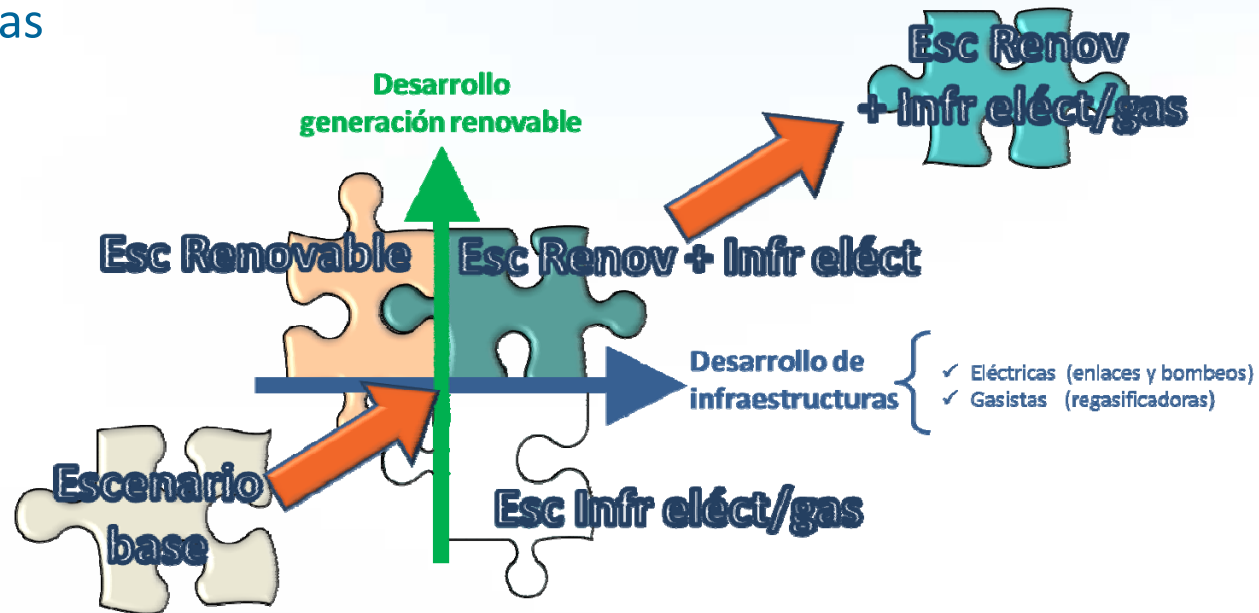 as
Esc Renov
+ Infr eléct/gas
Desarrollo
generación renovable
Esc Renovable
Esc Renov + Infr eléct
Desarrollo de
infraestructuras
✓ Eléctricas (enlaces y bombeos)
✓ Gasistas (regasificadoras)
Escenario
base
Esc Infr eléct/gas